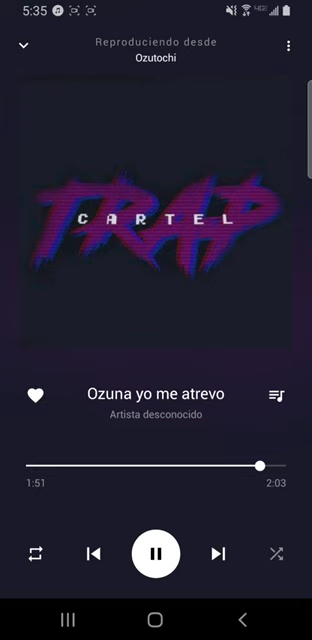 5:35
Reproduciendo desde
Ozutochi
TRAP
CARTEL
Ozuna yo me atrevo
Artista desconocido
1:51
2:03